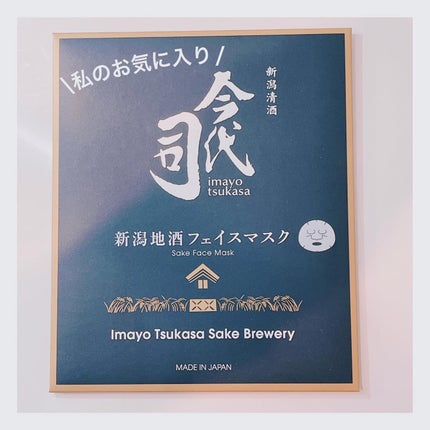 \私のお気に入り/
新潟清酒
今代司
imayo
tsukasa
新潟地酒フェイスマスク
Sake Face Mask
Imayo Tsukasa Sake Brewery
MADE IN JAPAN